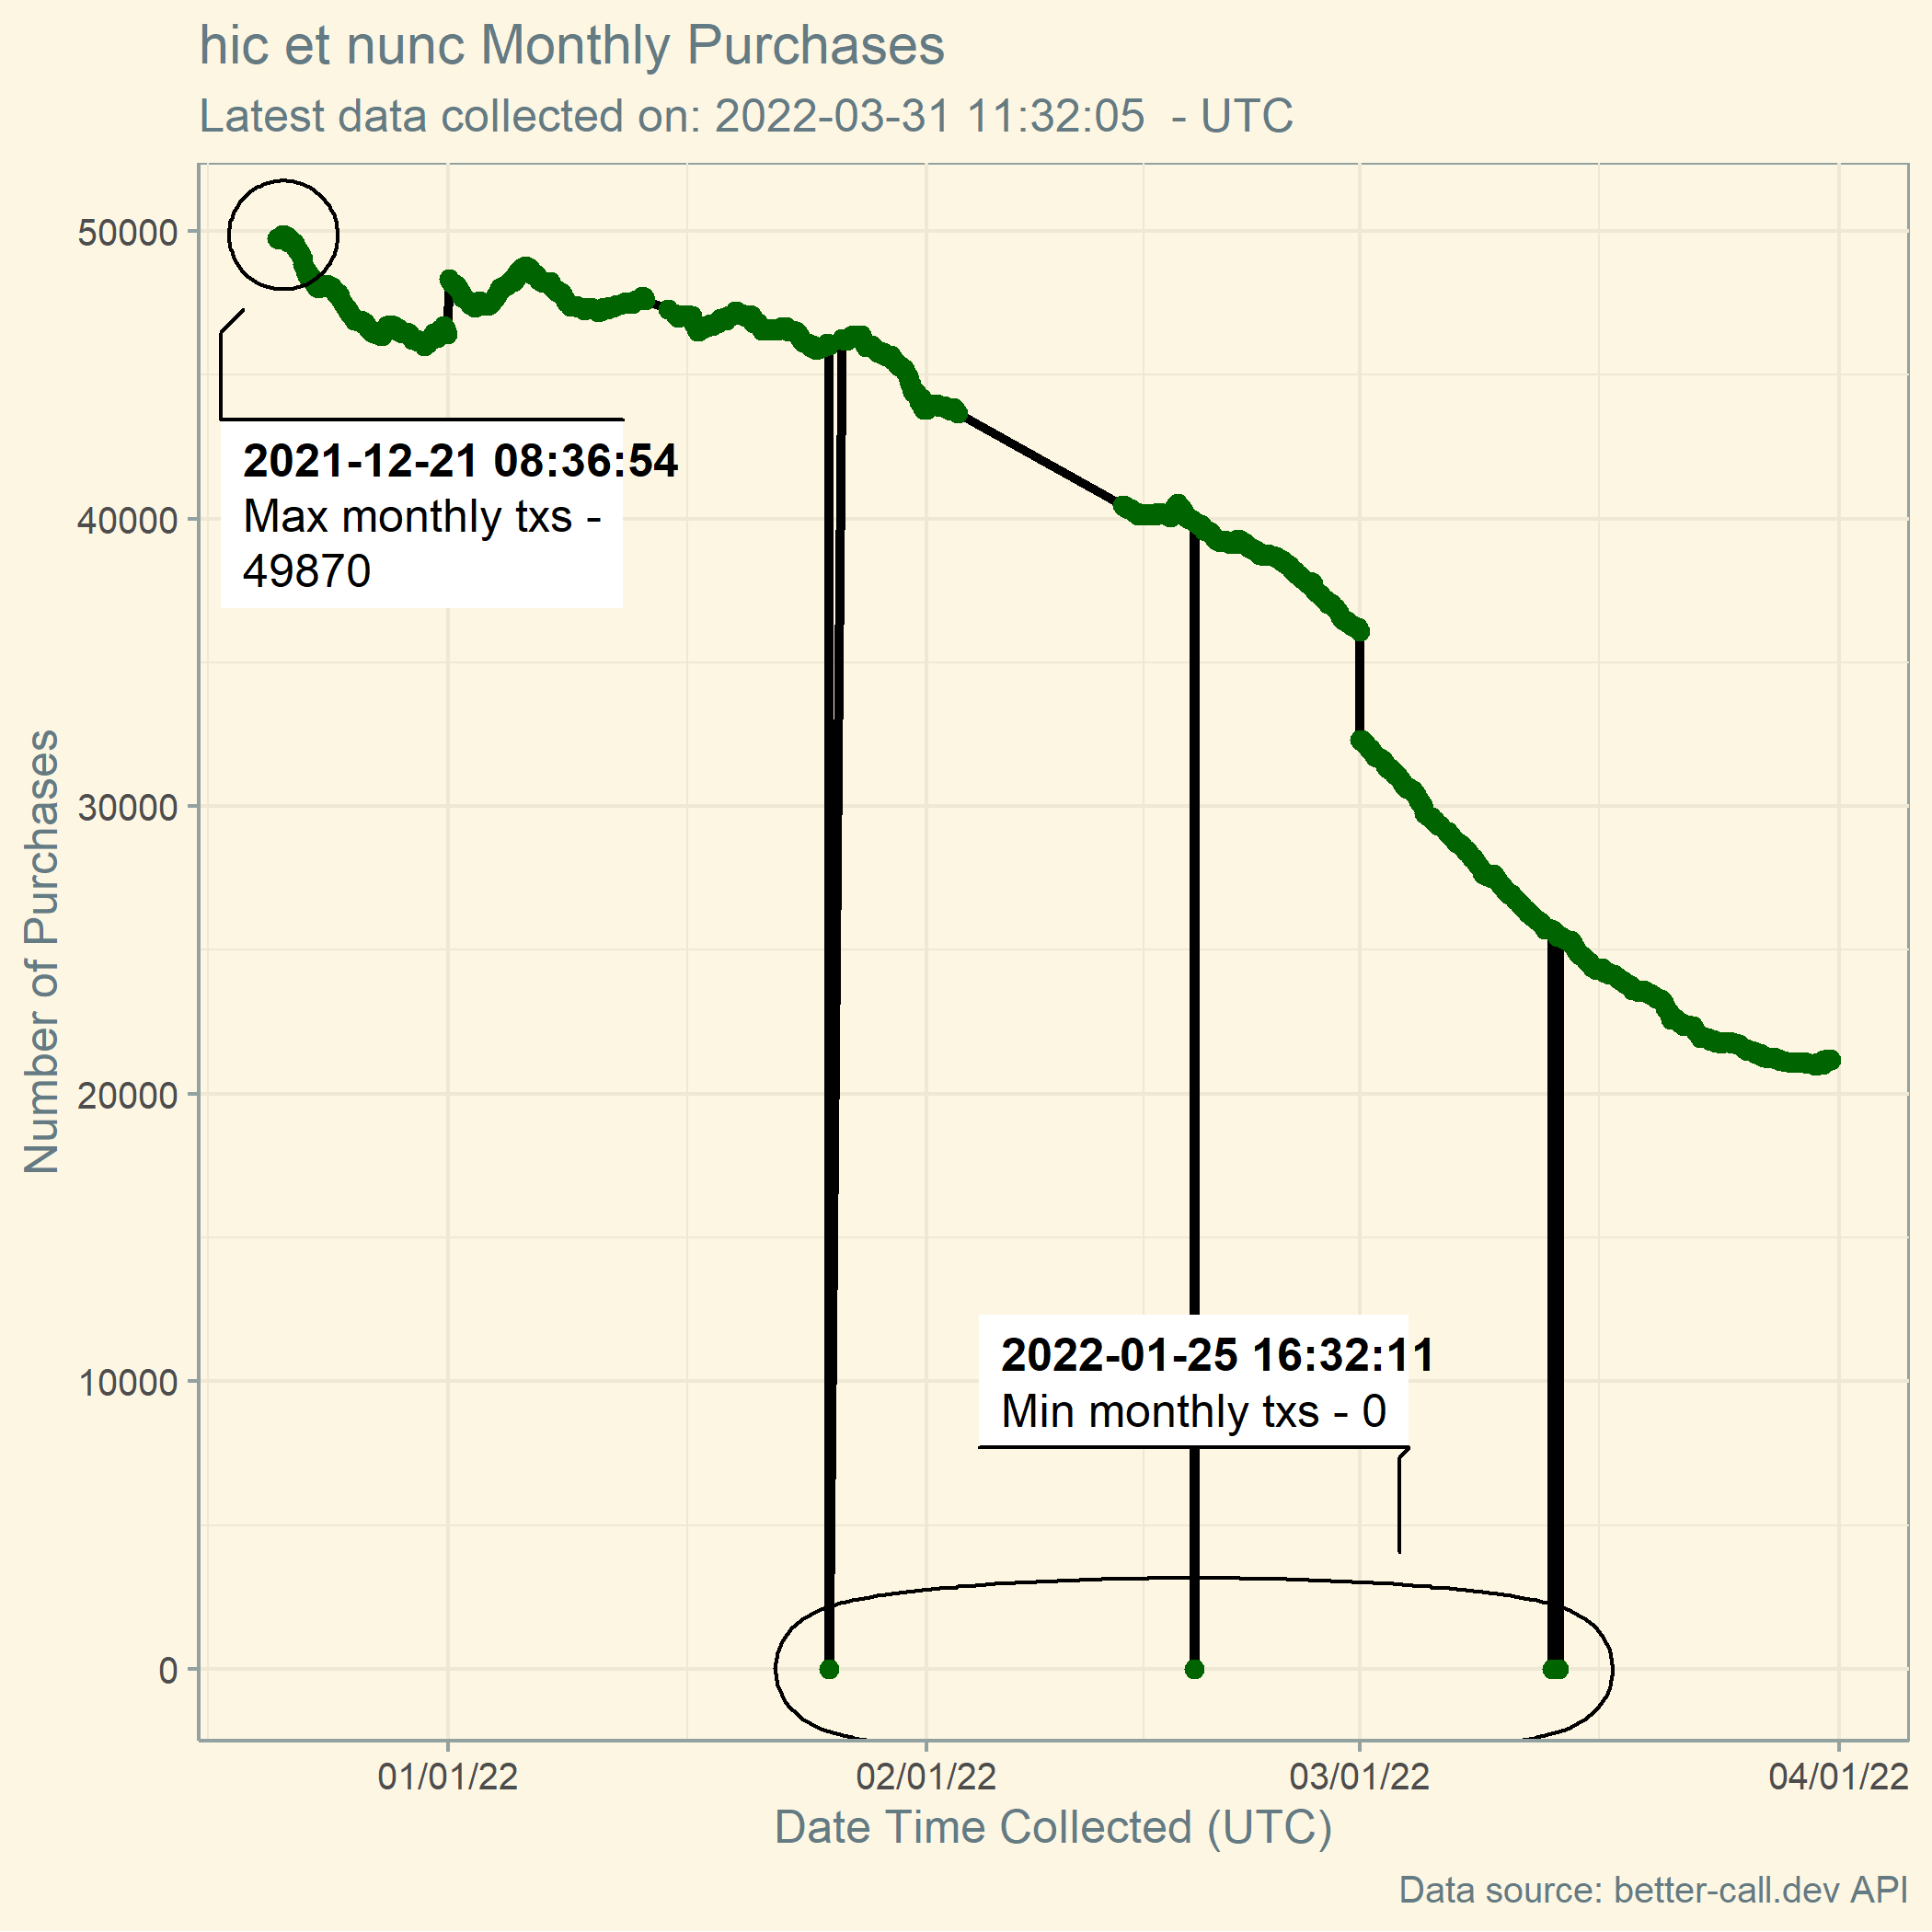 hic et nunc Monthly Purchases
Latest data collected on: 2022-03-31 11:32:05  - UTC
Number of Purchases
50000
40000
30000
20000
10000
0
2021-12-21 08:36:54
Max monthly txs -
49870
2022-01-25 16:32:11
Min monthly txs - 0
01/01/22
02/01/22
03/01/22
04/01/22
Date Time Collected (UTC)
Data source: better-call.dev API